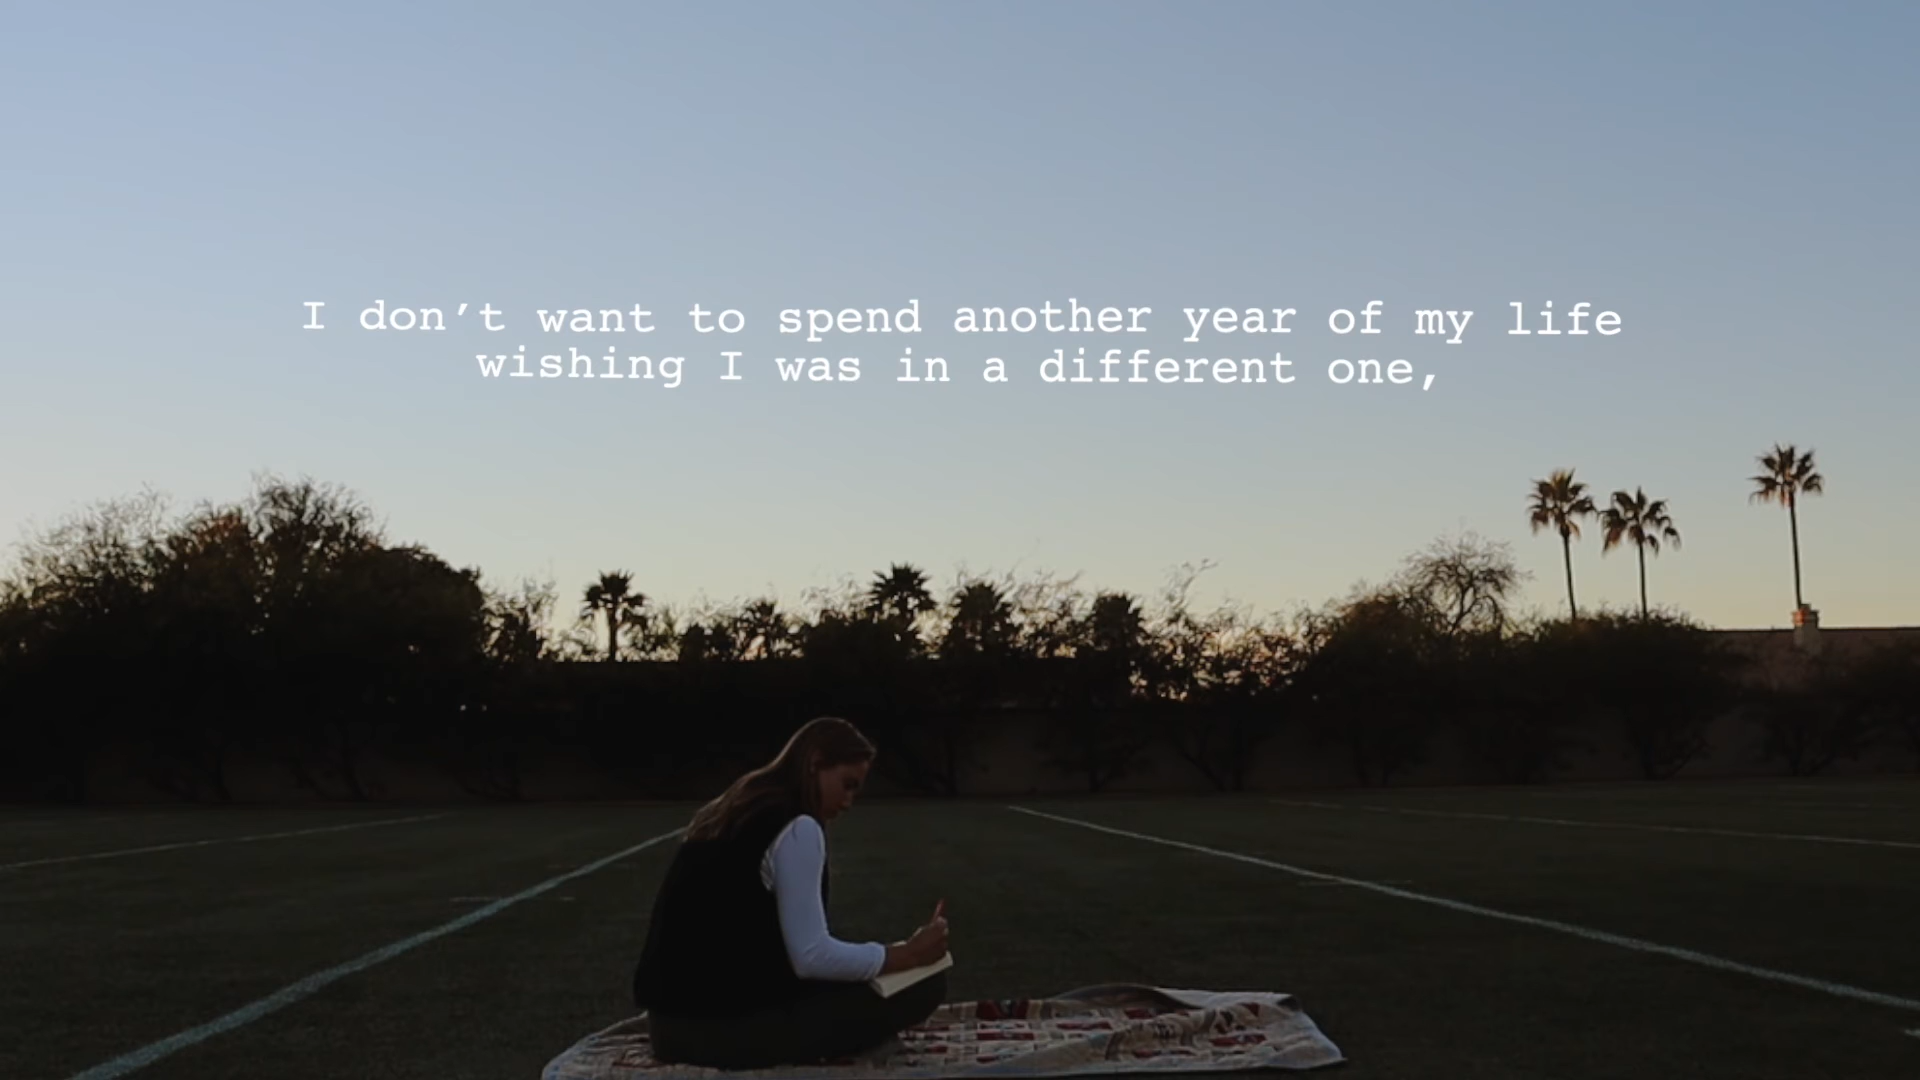 I don’t want to spend another year of my life
wishing I was in a different one,